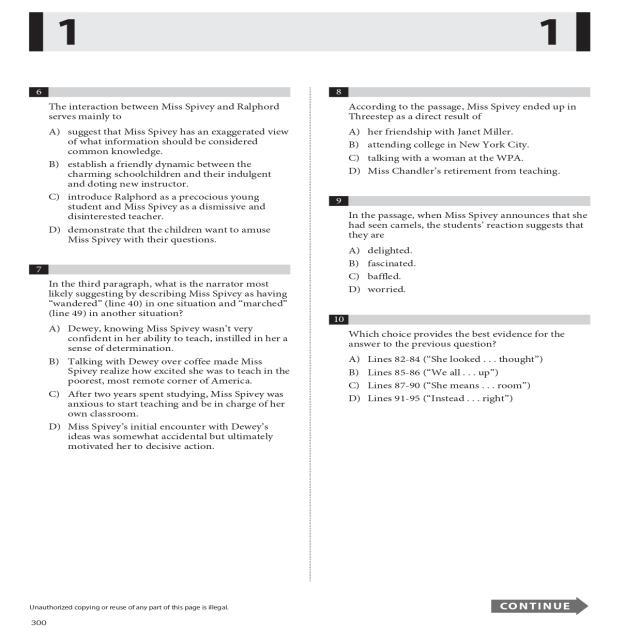 1
1
6
The interaction between Miss Spivey and Ralphord
serves mainly to
A) suggest that Miss Spivey has an exaggerated view
of what information should be considered
common knowledge.
B) establish a friendly dynamic between the
charming schoolchildren and their indulgent
and doting new instructor.
C) introduce Ralphord as a precocious young
student and Miss Spivey as a dismissive and
disinterested teacher.
D) demonstrate that the children want to amuse
Miss Spivey with their questions.
7
In the third paragraph, what is the narrator most
likely suggesting by describing Miss Spivey as having
“wandered” (line 40) in one situation and “marched”
(line 49) in another situation?
A) Dewey, knowing Miss Spivey wasn’t very
confident in her ability to teach, instilled in her a
sense of determination.
B) Talking with Dewey over coffee made Miss
Spivey realize how excited she was to teach in the
poorest, most remote corner of America.
C) After two years spent studying, Miss Spivey was
anxious to start teaching and be in charge of her
own classroom.
D) Miss Spivey’s initial encounter with Dewey’s
ideas was somewhat accidental but ultimately
motivated her to decisive action.
8
According to the passage, Miss Spivey ended up in
Threestep as a direct result of
A) her friendship with Janet Miller.
B) attending college in New York City.
C) talking with a woman at the WPA.
D) Miss Chandler’s retirement from teaching.
9
In the passage, when Miss Spivey announces that she
had seen camels, the students’ reaction suggests that
they are
A) delighted.
B) fascinated.
C) baffled.
D) worried.
10
Which choice provides the best evidence for the
answer to the previous question?
A) Lines 82-84 (“She looked . . . thought”)
B) Lines 85-86 (“We all . . . up”)
C) Lines 87-90 (“She means . . . room”)
D) Lines 91-95 (“Instead . . . right”)
Unauthorized copying or reuse of any part of this page is illegal.
CONTINUE
300